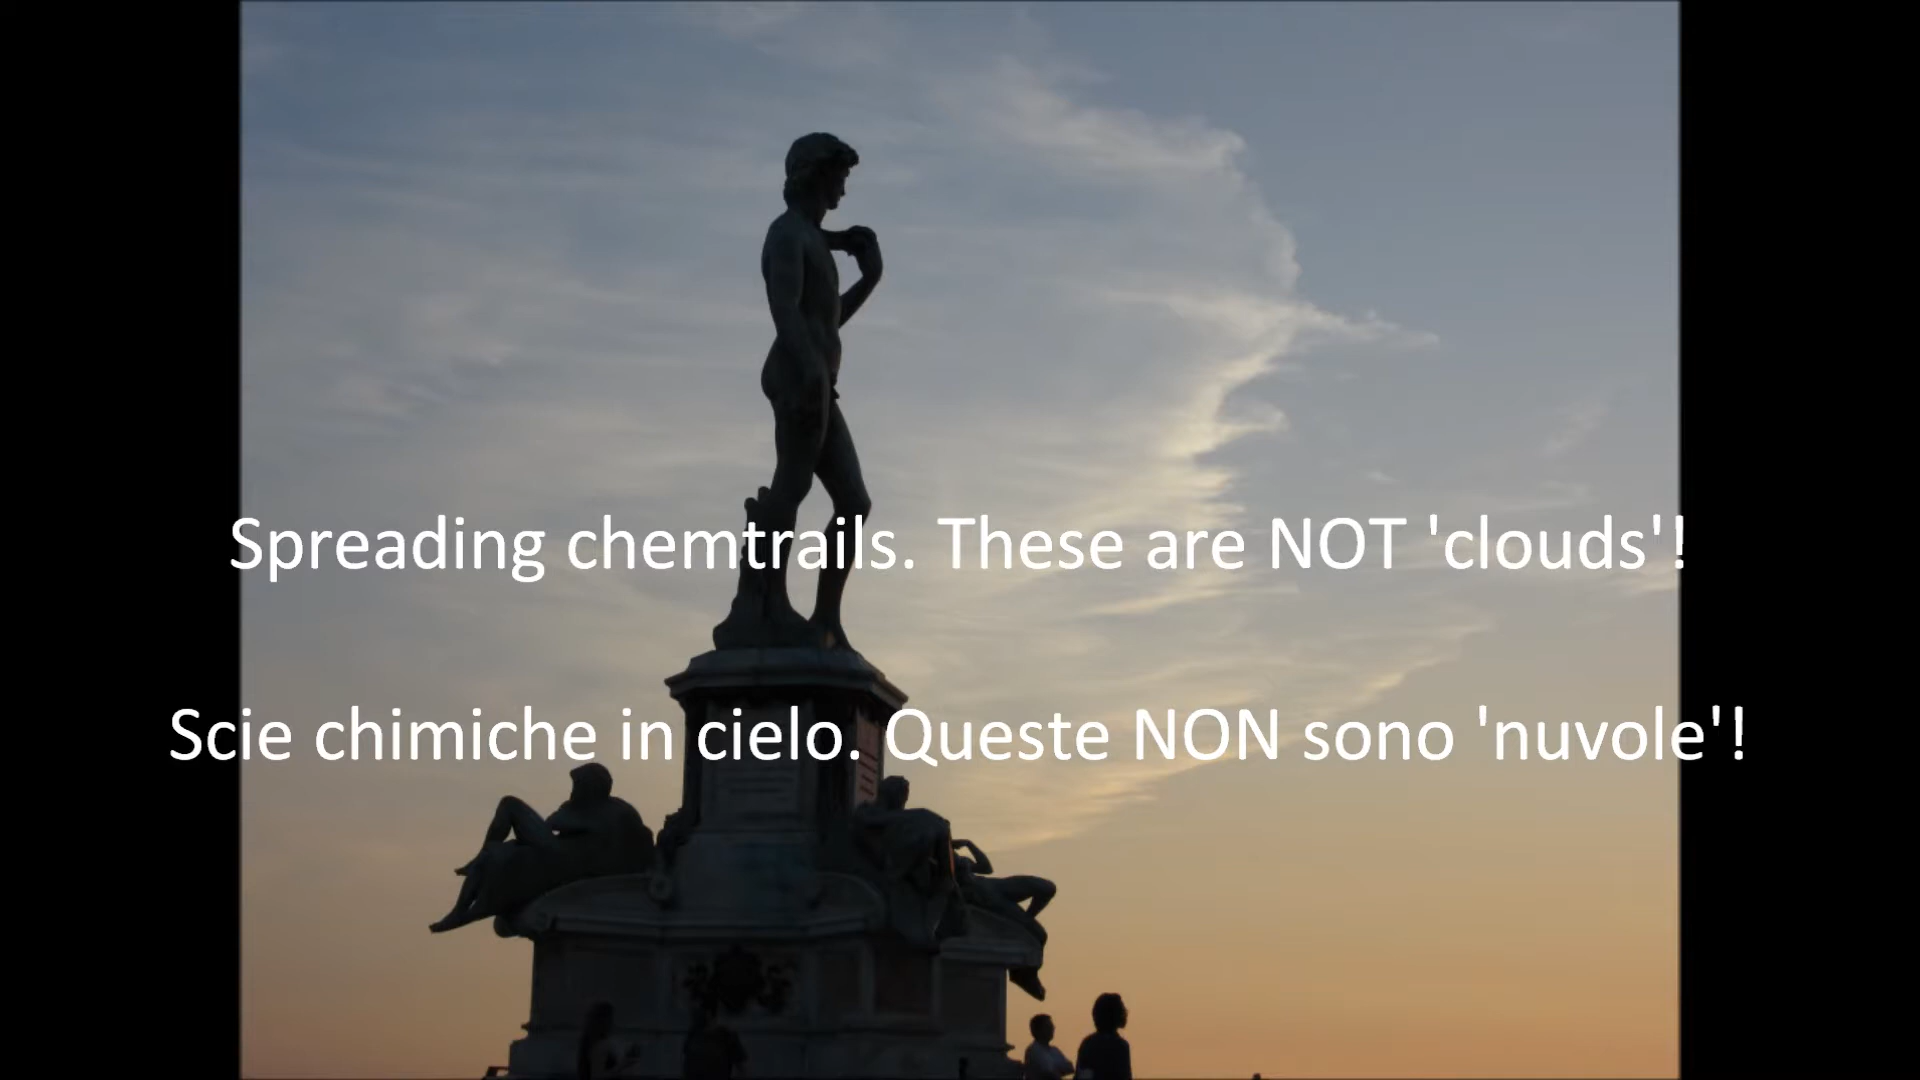 Spreading chemtrails. These are NOT 'clouds'!
Scie chimiche in cielo. Queste NON sono 'nuvole'!